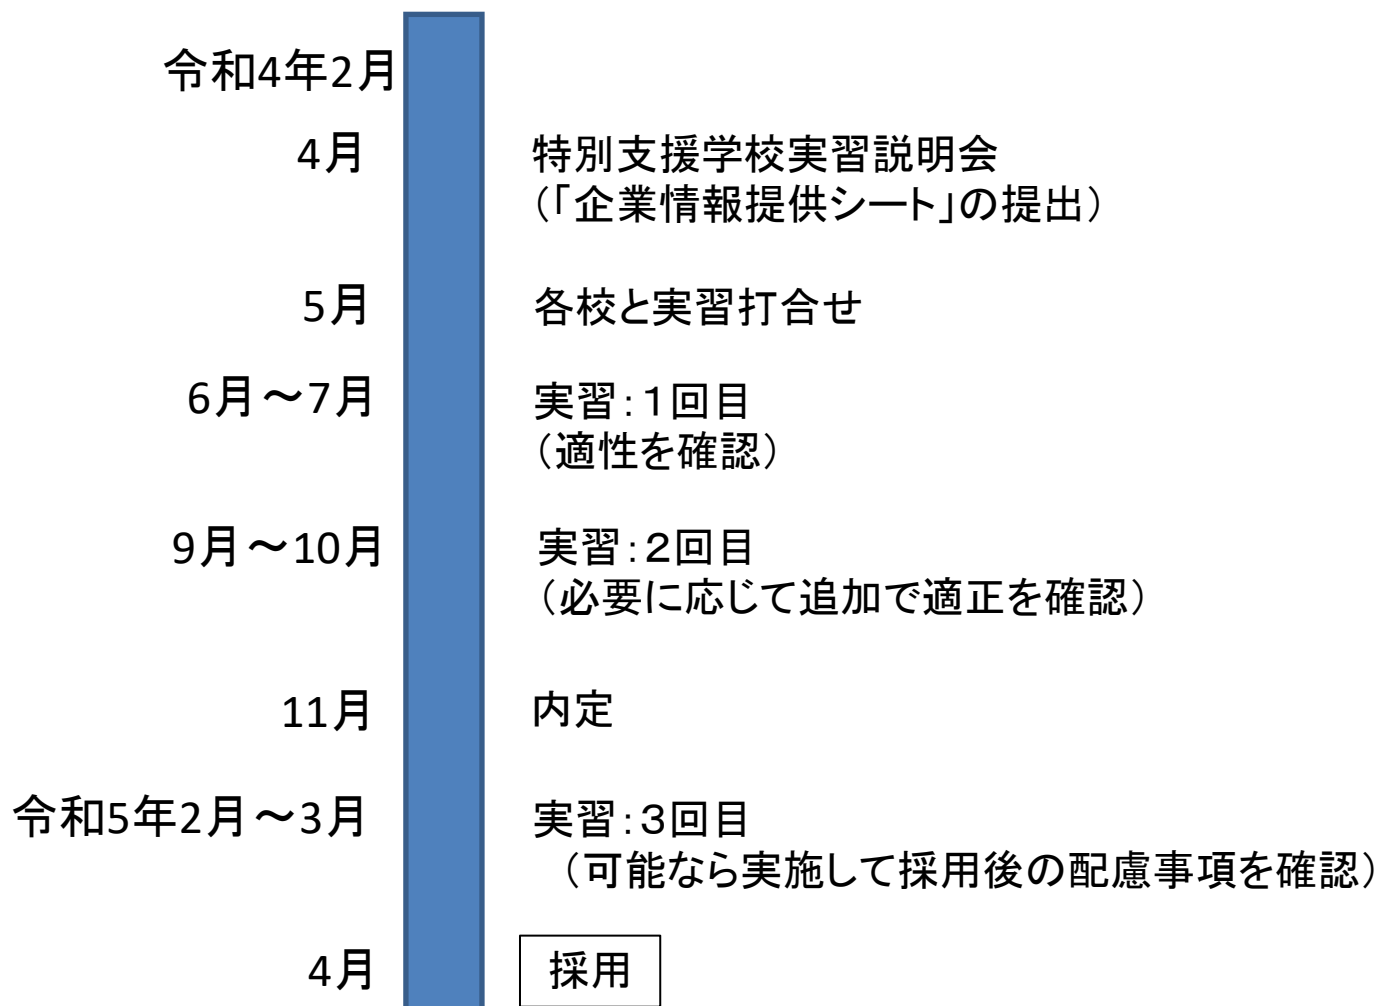 令和4年2月
4月 特別支援学校実習説明会
（「企業情報提供シート」の提出）
5月 各校と実習打合せ
6月～7月 実習：１回目
（適性を確認）
9月～10月 実習：２回目
（必要に応じて追加で適正を確認）
11月 内定
令和5年2月～3月 実習：３回目
（可能なら実施して採用後の配慮事項を確認）
4月 採用